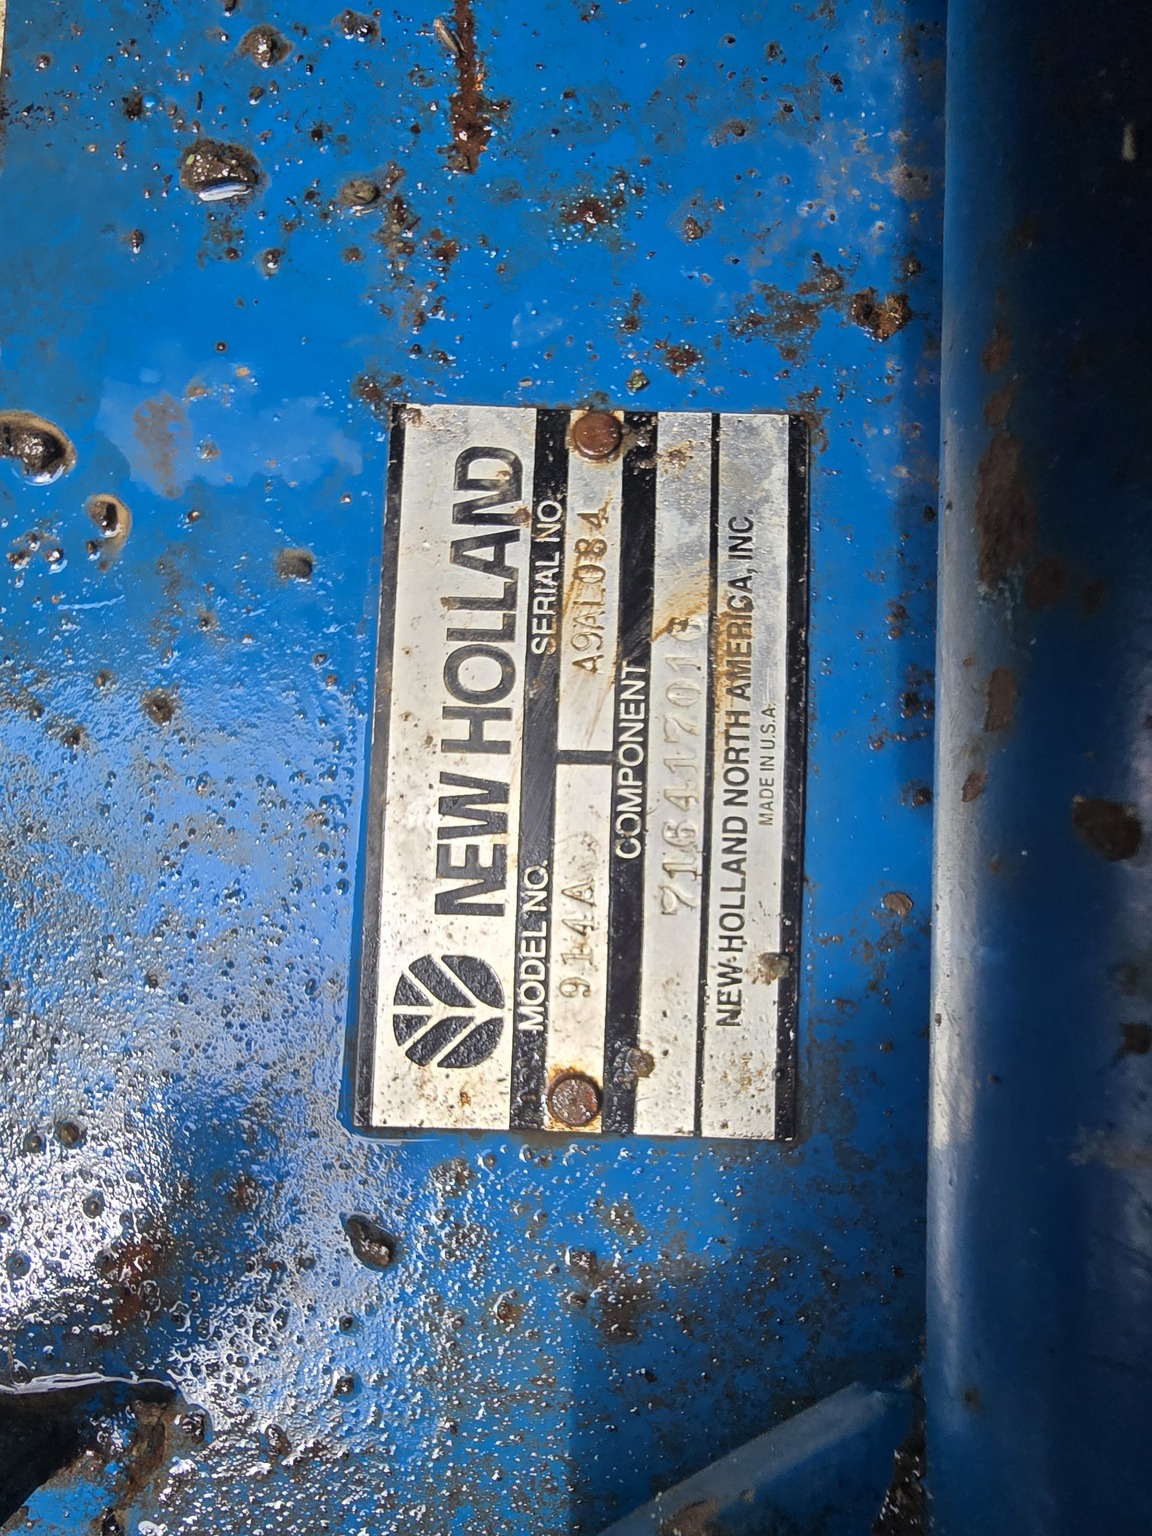 NEW HOLLAND
MODEL NO. SERIAL NO.
914A A9AL084
COMPONENT
716417016
NEW HOLLAND NORTH AMERICA, INC.
MADE IN U.S.A.